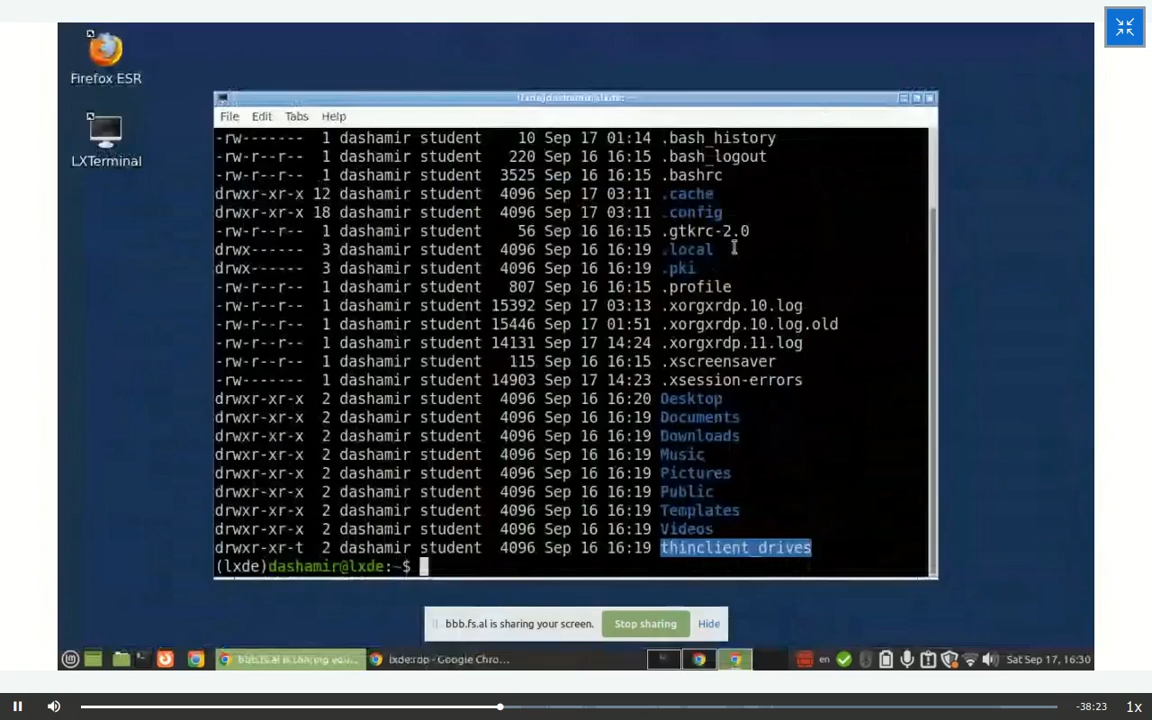 Firefox ESR
LXTerminal
File Edit Tabs Help
-rw------- 1 dashamir student 10 Sep 17 01:14 .bash_history
-rw-r--r-- 1 dashamir student 220 Sep 16 16:15 .bash_logout
-rw-r--r-- 1 dashamir student 3525 Sep 16 16:15 .bashrc
drwxr-xr-x 12 dashamir student 4096 Sep 17 03:11 .cache
drwxr-xr-x 18 dashamir student 4096 Sep 17 03:11 .config
-rw-r--r-- 1 dashamir student 56 Sep 16 16:15 .gtkrc-2.0
drwx------ 3 dashamir student 4096 Sep 16 16:19 .local
drwx------ 3 dashamir student 4096 Sep 16 16:19 .pki
-rw-r--r-- 1 dashamir student 807 Sep 16 16:15 .profile
-rw-r--r-- 1 dashamir student 15392 Sep 17 03:13 .xorgxrdp.10.log
-rw-r--r-- 1 dashamir student 15446 Sep 17 01:51 .xorgxrdp.10.log.old
-rw-r--r-- 1 dashamir student 14131 Sep 17 14:24 .xorgxrdp.11.log
-rw-r--r-- 1 dashamir student 115 Sep 16 16:15 .xscreensaver
-rw------- 1 dashamir student 14903 Sep 17 14:23 .xsession-errors
drwxr-xr-x 2 dashamir student 4096 Sep 16 16:20 Desktop
drwxr-xr-x 2 dashamir student 4096 Sep 16 16:19 Documents
drwxr-xr-x 2 dashamir student 4096 Sep 16 16:19 Downloads
drwxr-xr-x 2 dashamir student 4096 Sep 16 16:19 Music
drwxr-xr-x 2 dashamir student 4096 Sep 16 16:19 Pictures
drwxr-xr-x 2 dashamir student 4096 Sep 16 16:19 Public
drwxr-xr-x 2 dashamir student 4096 Sep 16 16:19 Templates
drwxr-xr-x 2 dashamir student 4096 Sep 16 16:19 Videos
drwxr-xr-t 2 dashamir student 4096 Sep 16 16:19 thinclient_drives
(lxde)dashamir@lxde:~$
bbb.fs.al is sharing your screen. Stop sharing Hide
bbb.fs.al is sharing you... lxde.rdp - Google Chro... en Sat Sep 17, 16:30
-38:23 1x